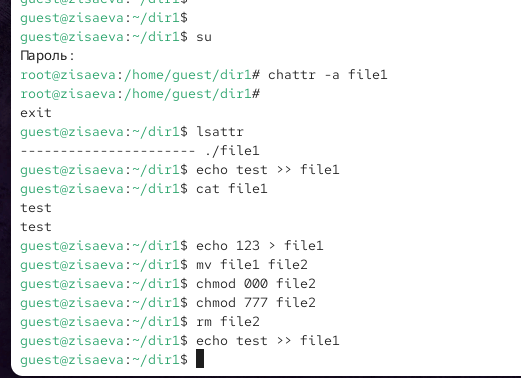 guest@zisaeva:~/dir1$
guest@zisaeva:~/dir1$ su
Пароль:
root@zisaeva:/home/guest/dir1# chattr -a file1
root@zisaeva:/home/guest/dir1#
exit
guest@zisaeva:~/dir1$ lsattr
---------------------- ./file1
guest@zisaeva:~/dir1$ echo test >> file1
guest@zisaeva:~/dir1$ cat file1
test
test
guest@zisaeva:~/dir1$ echo 123 > file1
guest@zisaeva:~/dir1$ mv file1 file2
guest@zisaeva:~/dir1$ chmod 000 file2
guest@zisaeva:~/dir1$ chmod 777 file2
guest@zisaeva:~/dir1$ rm file2
guest@zisaeva:~/dir1$ echo test >> file1
guest@zisaeva:~/dir1$